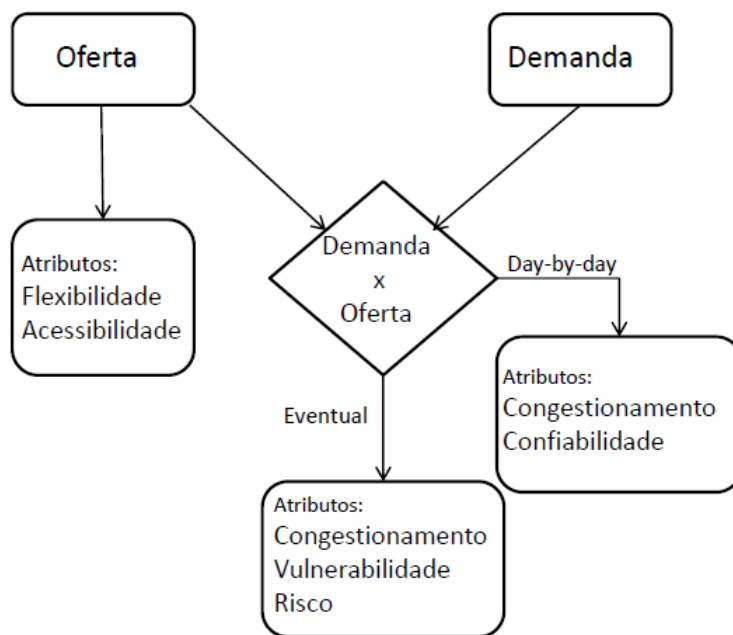 Oferta
Demanda
Atributos:
Flexibilidade
Acessibilidade
Demanda
x
Oferta
Day-by-day
Atributos:
Congestionamento
Confiabilidade
Eventual
Atributos:
Congestionamento
Vulnerabilidade
Risco